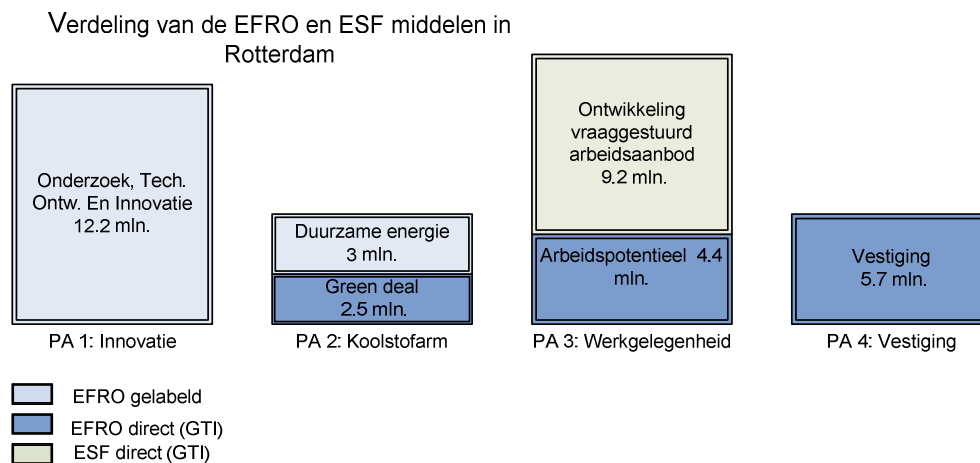 Verdeling van de EFRO en ESF middelen in
Rotterdam
Onderzoek, Tech.
Ontw. En Innovatie
12.2 mln.
PA 1: Innovatie
Duurzame energie
3 mln.
Green deal
2.5 mln.
PA 2: Koolstofarm
Ontwikkeling
vraaggestuurd
arbeidsaanbod
9.2 mln.
Arbeidspotentieel 4.4
mln.
PA 3: Werkgelegenheid
Vestiging
5.7 mln.
PA 4: Vestiging
EFRO gelabeld
EFRO direct (GTI)
ESF direct (GTI)